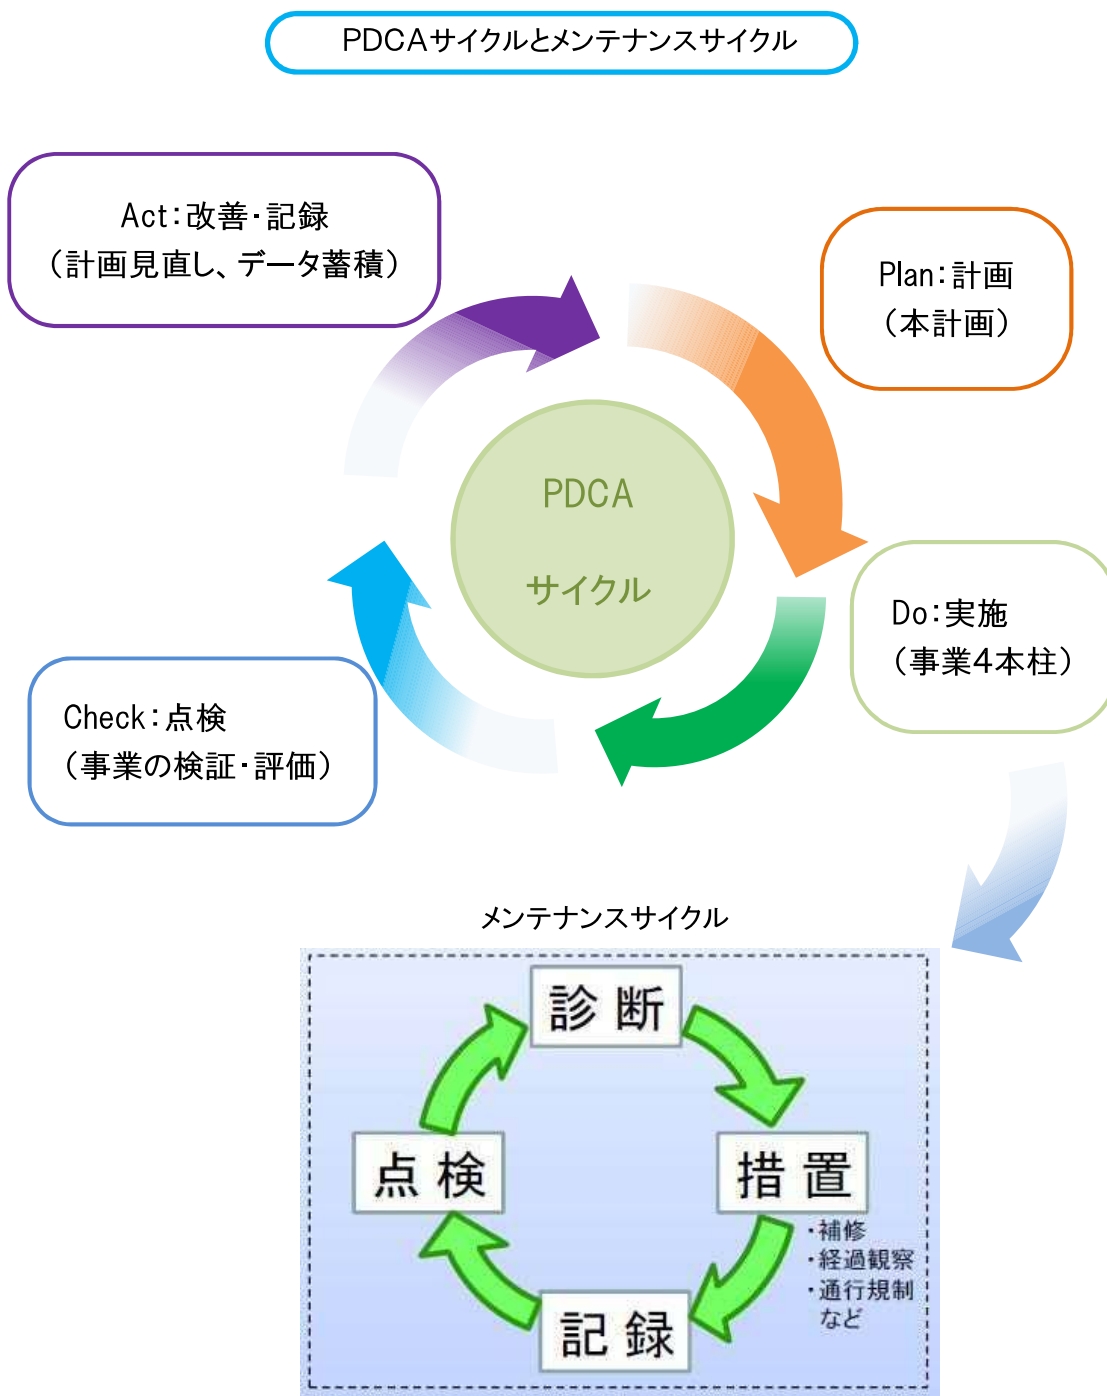 PDCAサイクルとメンテナンスサイクル
Act：改善・記録
（計画見直し、データ蓄積）
Plan：計画
（本計画）
PDCA
サイクル
Do：実施
（事業4本柱）
Check：点検
（事業の検証・評価）
メンテナンスサイクル
診断
点検
措置
・補修
・経過観察
・通行規制
など
記録